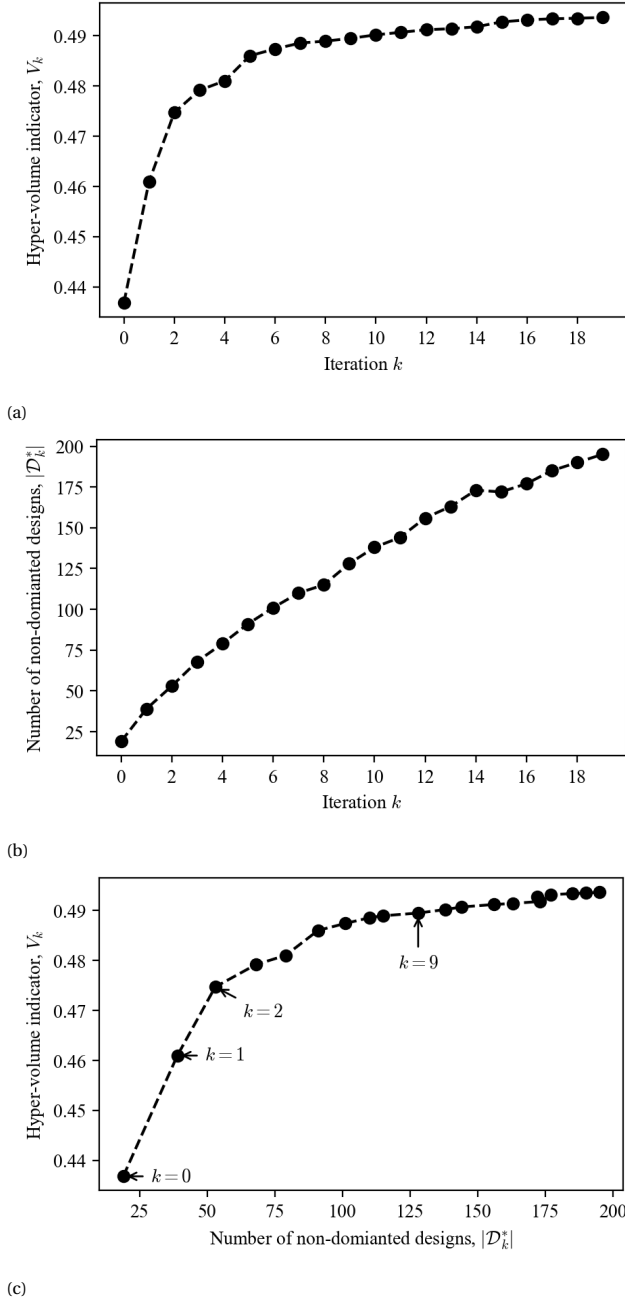 0.49
0.48
0.47
0.46
0.45
0.44
Hyper-volume indicator, V_k
0 2 4 6 8 10 12 14 16 18
Iteration k
(a)
200
175
150
125
100
75
50
25
Number of non-domianted designs, |𝒟*_k|
0 2 4 6 8 10 12 14 16 18
Iteration k
(b)
0.49
0.48
0.47
0.46
0.45
0.44
Hyper-volume indicator, V_k
k = 9
k = 2
k = 1
k = 0
25 50 75 100 125 150 175 200
Number of non-domianted designs, |𝒟*_k|
(c)